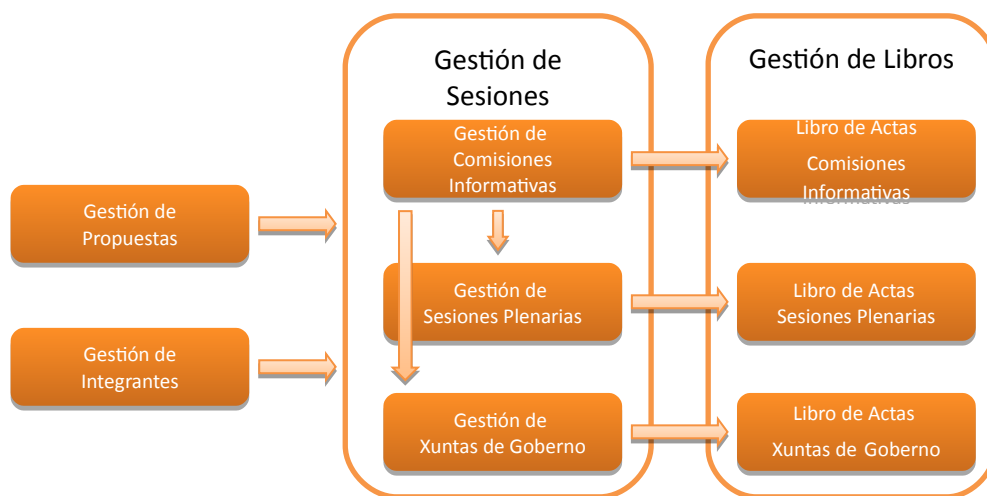 Gestión de
Sesiones
Gestión de Libros
Gestión de
Comisiones
Informativas
Libro de Actas
Comisiones
Informativas
Gestión de
Propuestas
Gestión de
Sesiones Plenarias
Libro de Actas
Sesiones Plenarias
Gestión de
Integrantes
Gestión de
Xuntas de Goberno
Libro de Actas
Xuntas de Goberno